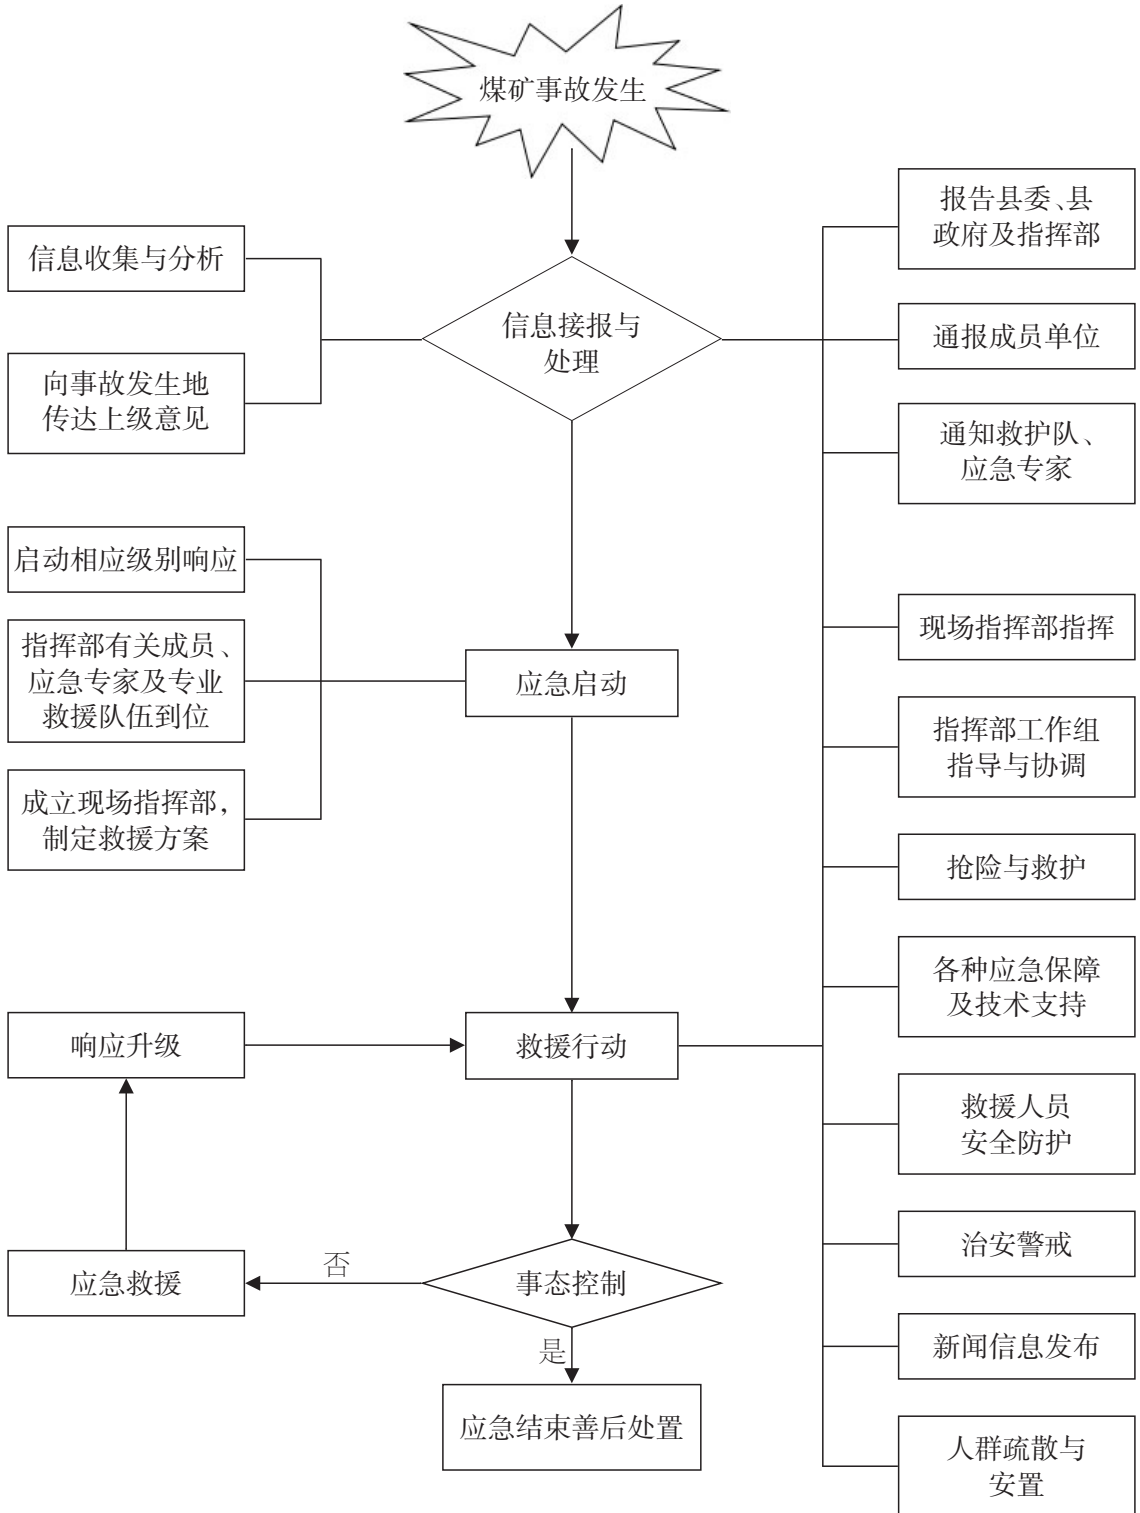 煤矿事故发生
报告县委、县
政府及指挥部
信息收集与分析
信息接报与
处理
通报成员单位
向事故发生地
传达上级意见
通知救护队、
应急专家
启动相应级别响应
现场指挥部指挥
指挥部有关成员、
应急专家及专业
救援队伍到位
应急启动
指挥部工作组
指导与协调
成立现场指挥部，
制定救援方案
抢险与救护
各种应急保障
及技术支持
响应升级
救援行动
救援人员
安全防护
治安警戒
应急救援
否
事态控制
是
新闻信息发布
应急结束善后处置
人群疏散与
安置